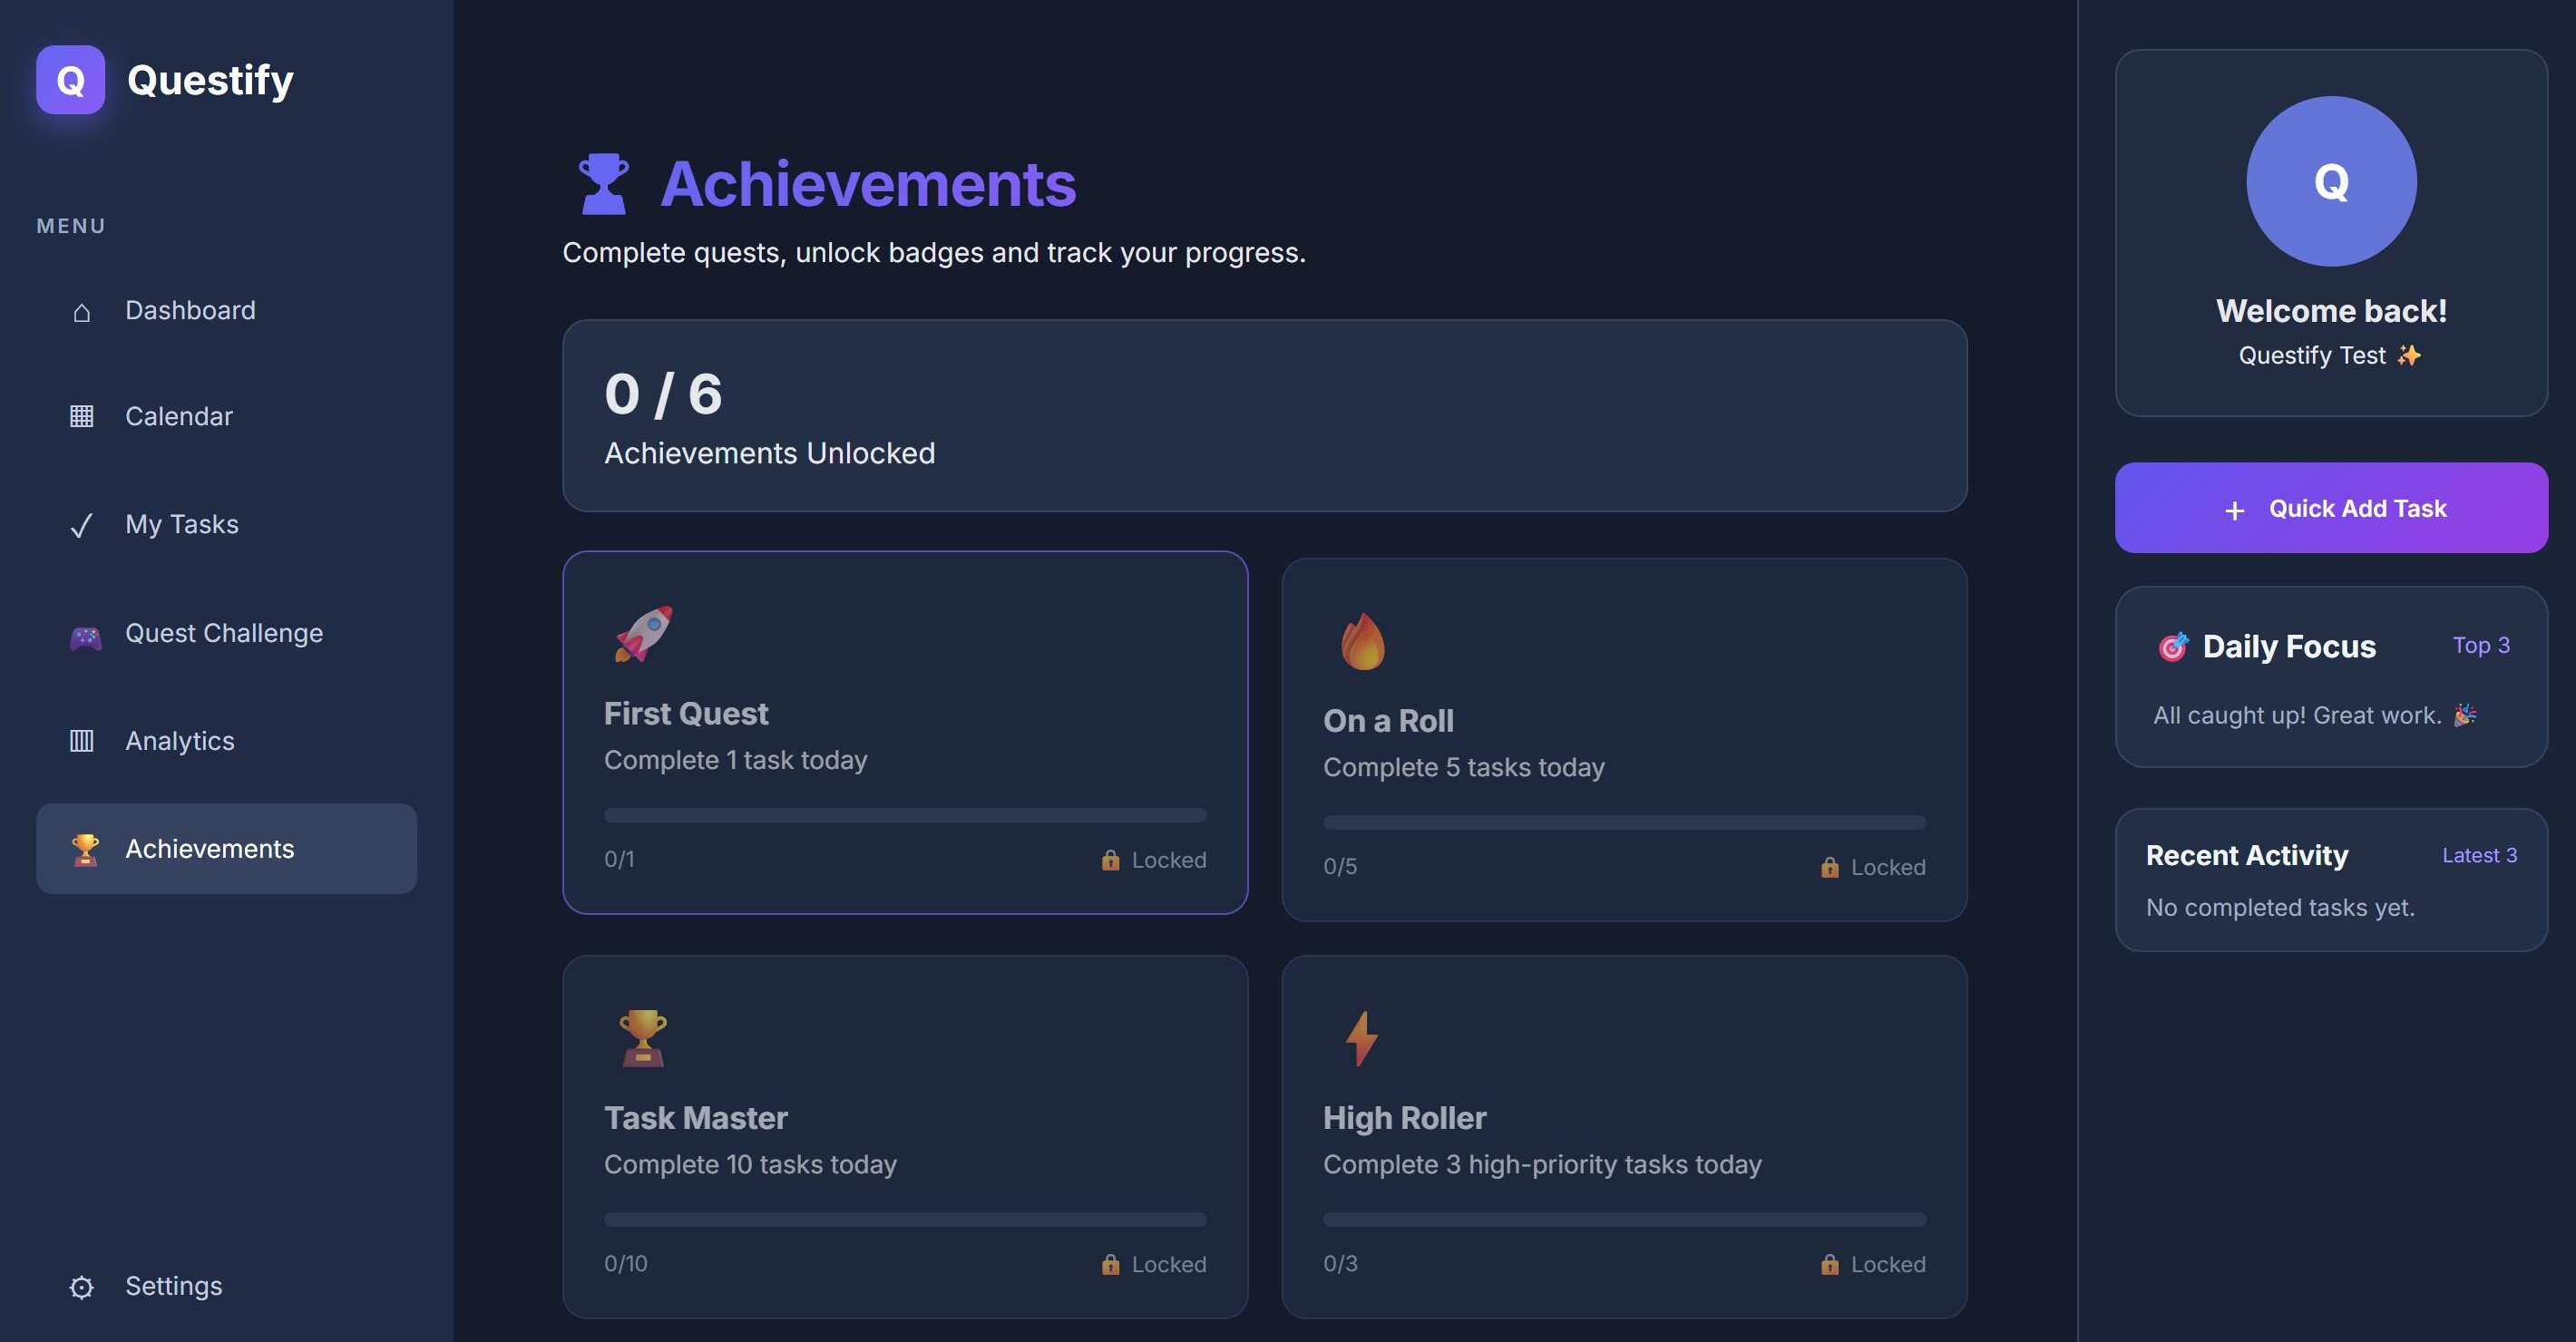 Q Questify
MENU
Dashboard
Calendar
My Tasks
Quest Challenge
Analytics
Achievements
Settings
Achievements
Complete quests, unlock badges and track your progress.
0 / 6
Achievements Unlocked
First Quest
Complete 1 task today
0/1 Locked
On a Roll
Complete 5 tasks today
0/5 Locked
Task Master
Complete 10 tasks today
0/10 Locked
High Roller
Complete 3 high-priority tasks today
0/3 Locked
Q
Welcome back!
Questify Test ✨
+ Quick Add Task
🎯 Daily Focus Top 3
All caught up! Great work. 🎉
Recent Activity Latest 3
No completed tasks yet.